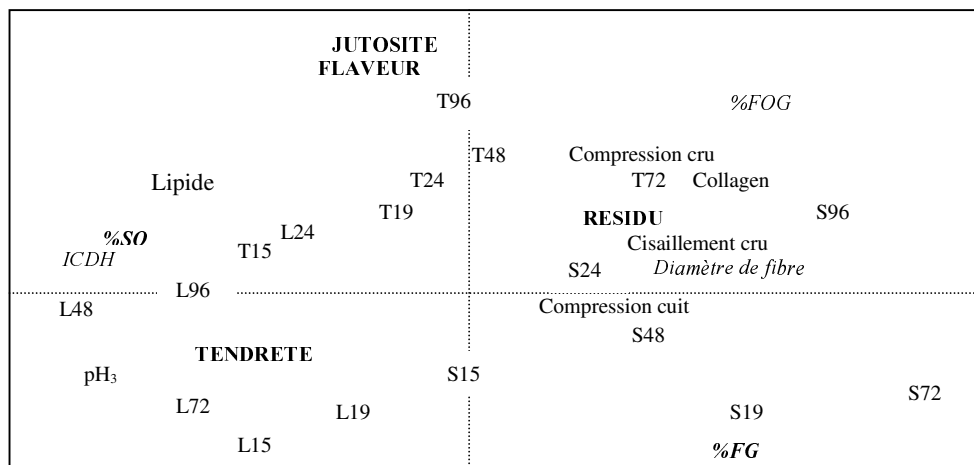 JUTOSITE
FLAVEUR
T96 %FOG
T48 Compression cru
Lipide T24 T72 Collagen
T19 RESIDU S96
%SO L24 Cisaillement cru
ICDH T15 S24 Diamètre de fibre
L96
L48 Compression cuit
S48
TENDRETE
pH₃ S15
L72 L19 S19 S72
L15 %FG